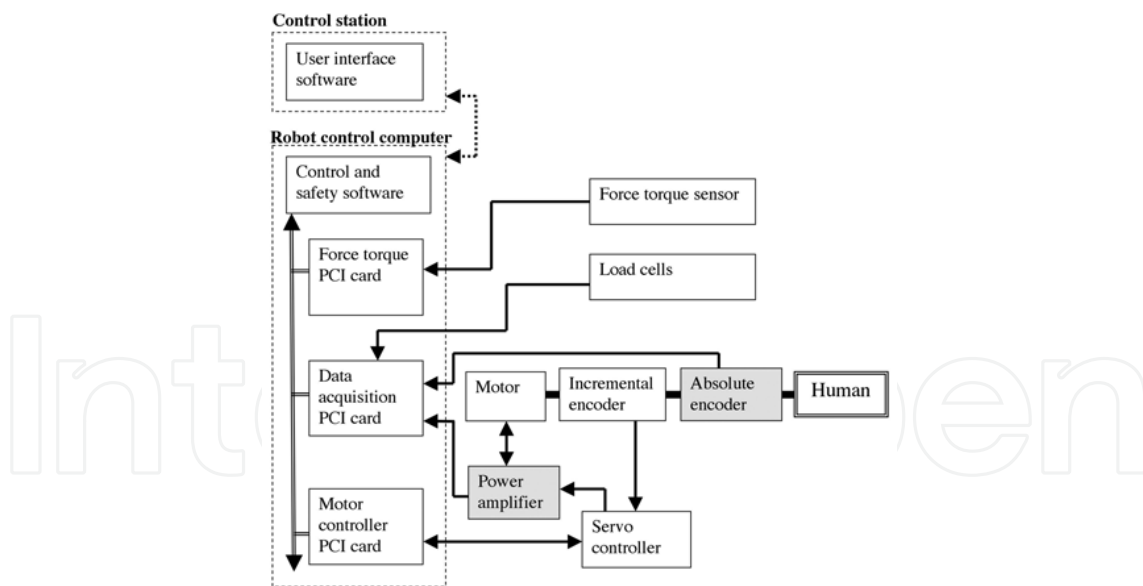 Control station
User interface
software
Robot control computer
Control and
safety software
Force torque sensor
Force torque
PCI card
Load cells
Data
acquisition
PCI card
Motor
Incremental
encoder
Absolute
encoder
Human
Power
amplifier
Motor
controller
PCI card
Servo
controller